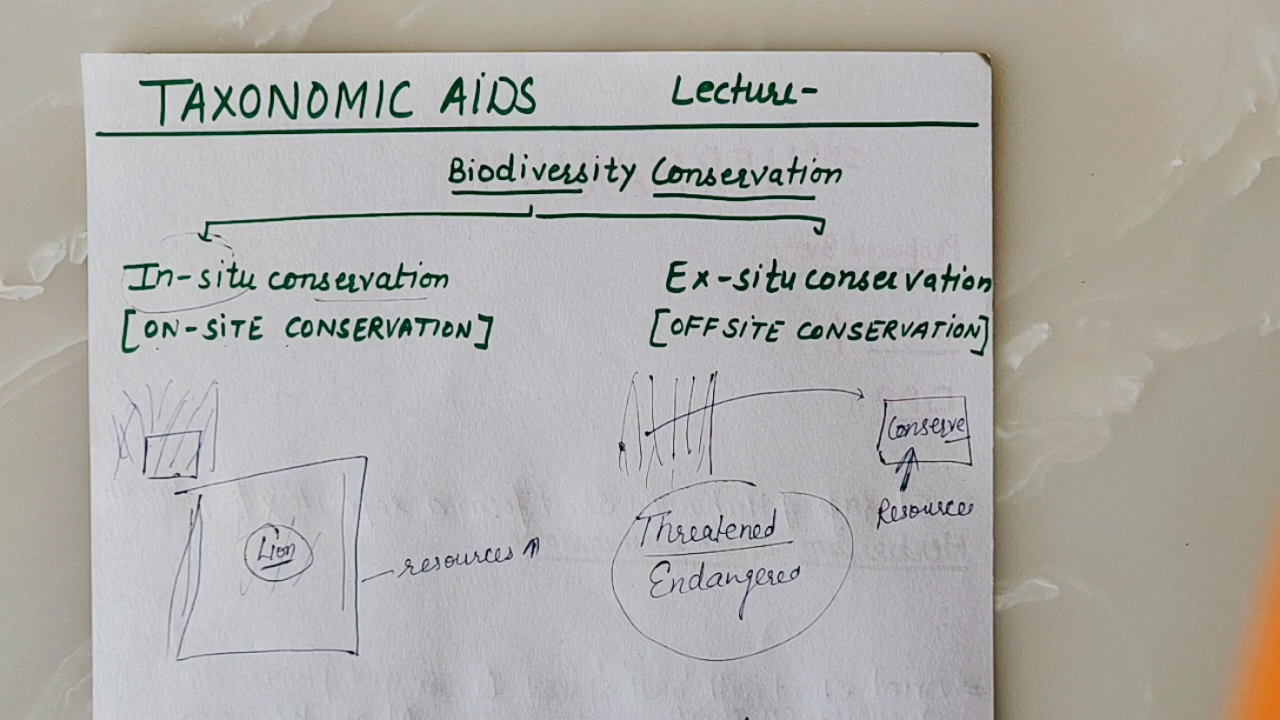 TAXONOMIC AIDS Lecture-
Biodiversity Conservation
In-situ conservation
[ON-SITE CONSERVATION]
Ex-situ conservation
[OFFSITE CONSERVATION]
Lion
resources
Conserve
Resources
Threatened
Endangered